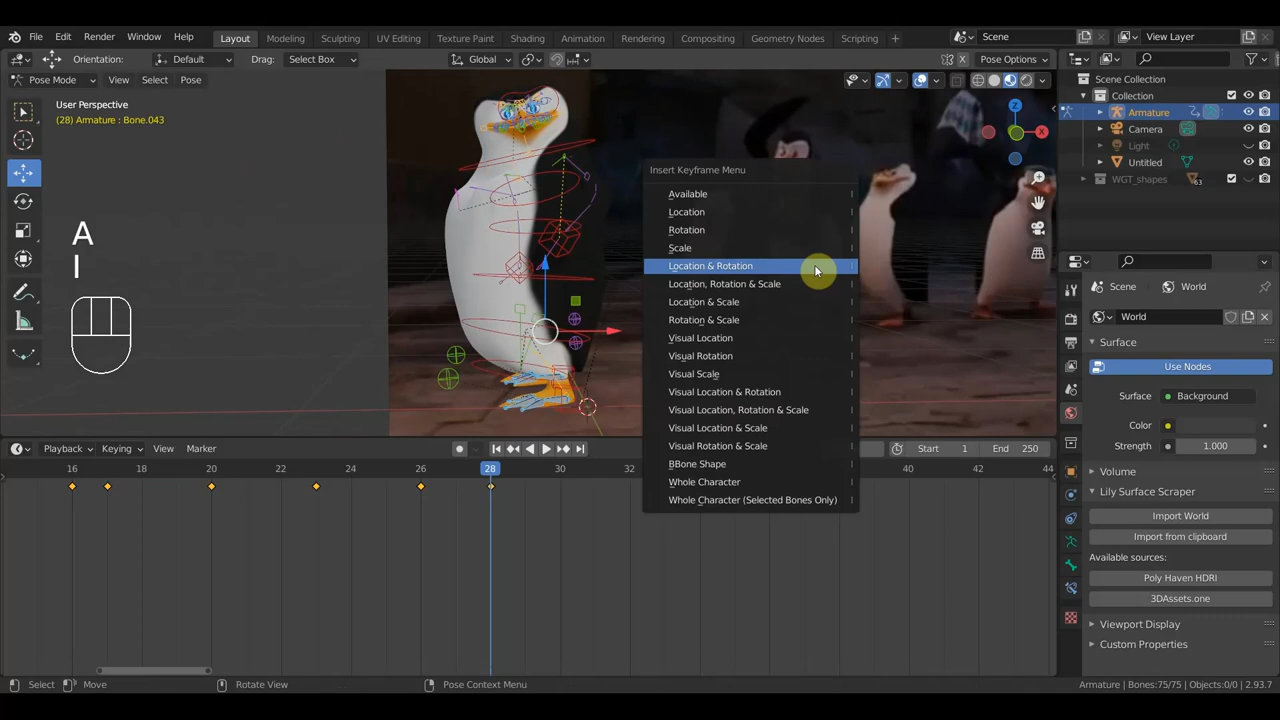 File Edit Render Window Help Layout Modeling Sculpting UV Editing Texture Paint Shading Animation Rendering Compositing Geometry Nodes Scripting + Scene View Layer
Orientation: Default Drag: Select Box Global X Pose Options
Pose Mode View Select Pose
User Perspective
(28) Armature : Bone.043
Z
X
Scene Collection
Collection
Armature
Camera
Light
Untitled
WGT_shapes 63
A
I
Insert Keyframe Menu
Available I
Location I
Rotation I
Scale I
Location & Rotation I
Location, Rotation & Scale I
Location & Scale I
Rotation & Scale I
Visual Location I
Visual Rotation I
Visual Scale I
Visual Location & Rotation I
Visual Location, Rotation & Scale I
Visual Location & Scale I
Visual Rotation & Scale I
BBone Shape I
Whole Character I
Whole Character (Selected Bones Only) I
Scene World
World
Surface
Use Nodes
Surface Background
Color
Strength 1.000
Volume
Lily Surface Scraper
Import World
Import from clipboard
Available sources:
Poly Haven HDRI
3DAssets.one
Viewport Display
Custom Properties
Playback Keying View Marker Start 1 End 250
16 18 20 22 24 26 28 30 32 40 42 44
Select Move Rotate View Pose Context Menu Armature | Bones:75/75 | Objects:0/0 | 2.93.7